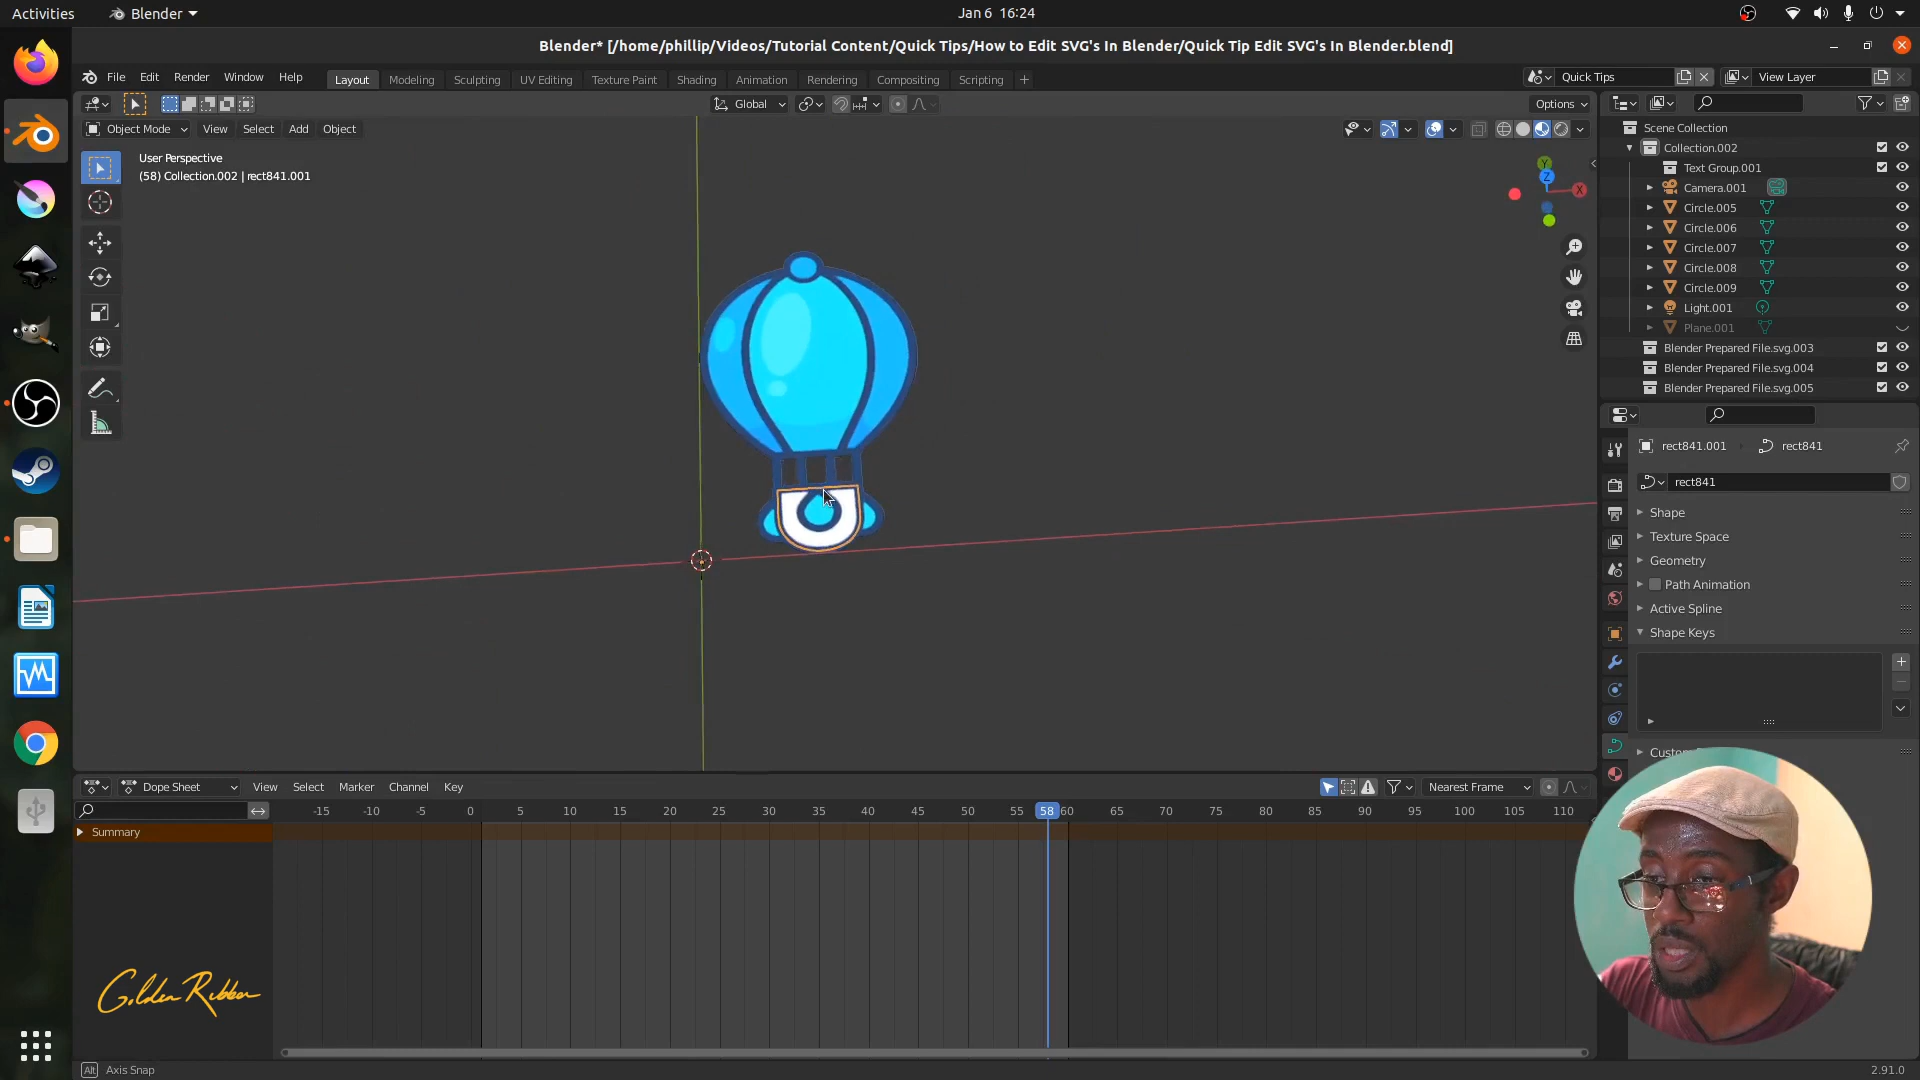 Activities
Blender
Jan 6 16:24
Blender* [/home/phillip/Videos/Tutorial Content/Quick Tips/How to Edit SVG's In Blender/Quick Tip Edit SVG's In Blender.blend]
File Edit Render Window Help
Layout Modeling Sculpting UV Editing Texture Paint Shading Animation Rendering Compositing Scripting +
Quick Tips
View Layer
Global
Options
Object Mode View Select Add Object
User Perspective
(58) Collection.002 | rect841.001
Y
Z
X
Scene Collection
Collection.002
Text Group.001
Camera.001
Circle.005
Circle.006
Circle.007
Circle.008
Circle.009
Light.001
Plane.001
Blender Prepared File.svg.003
Blender Prepared File.svg.004
Blender Prepared File.svg.005
rect841.001
rect841
rect841
Shape
Texture Space
Geometry
Path Animation
Active Spline
Shape Keys
Dope Sheet View Select Marker Channel Key
Nearest Frame
-15 -10 -5 0 5 10 15 20 25 30 35 40 45 50 55 58 60 65 70 75 80 85 90 95 100 105 110
Summary
Golden Ribbon
Alt Axis Snap
2.91.0